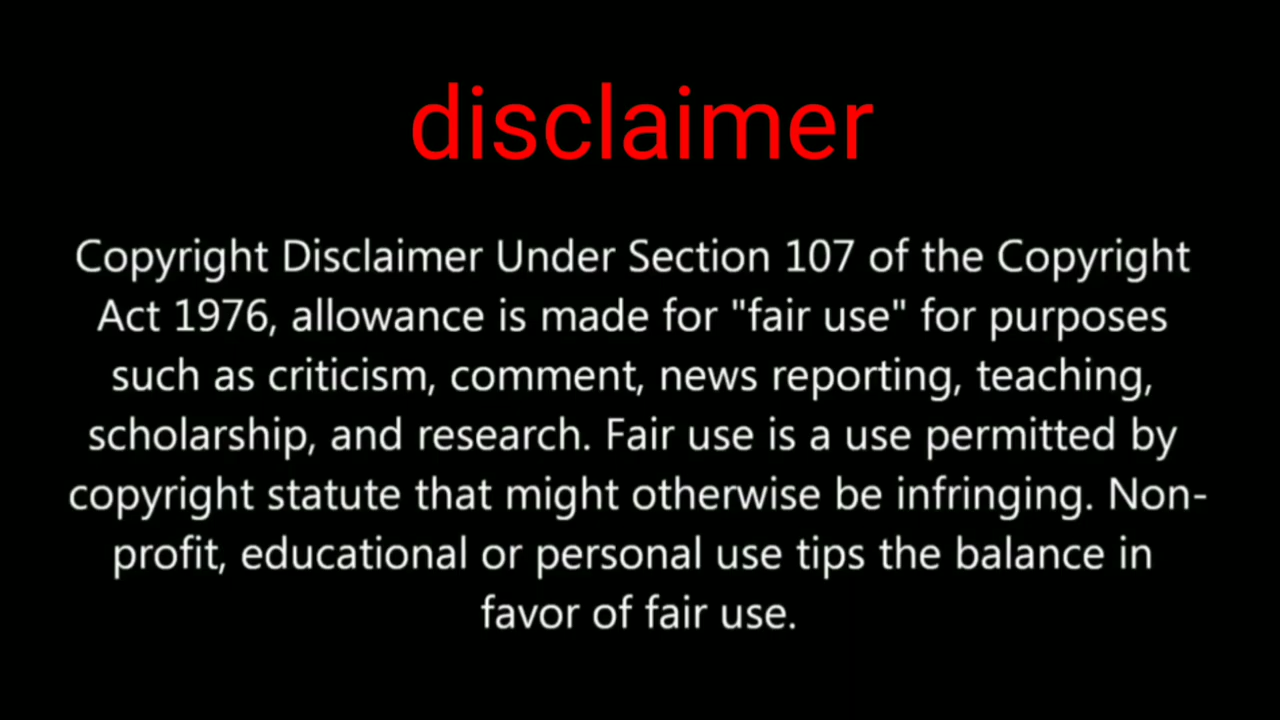 disclaimer
Copyright Disclaimer Under Section 107 of the Copyright
Act 1976, allowance is made for "fair use" for purposes
such as criticism, comment, news reporting, teaching,
scholarship, and research. Fair use is a use permitted by
copyright statute that might otherwise be infringing. Non-
profit, educational or personal use tips the balance in
favor of fair use.